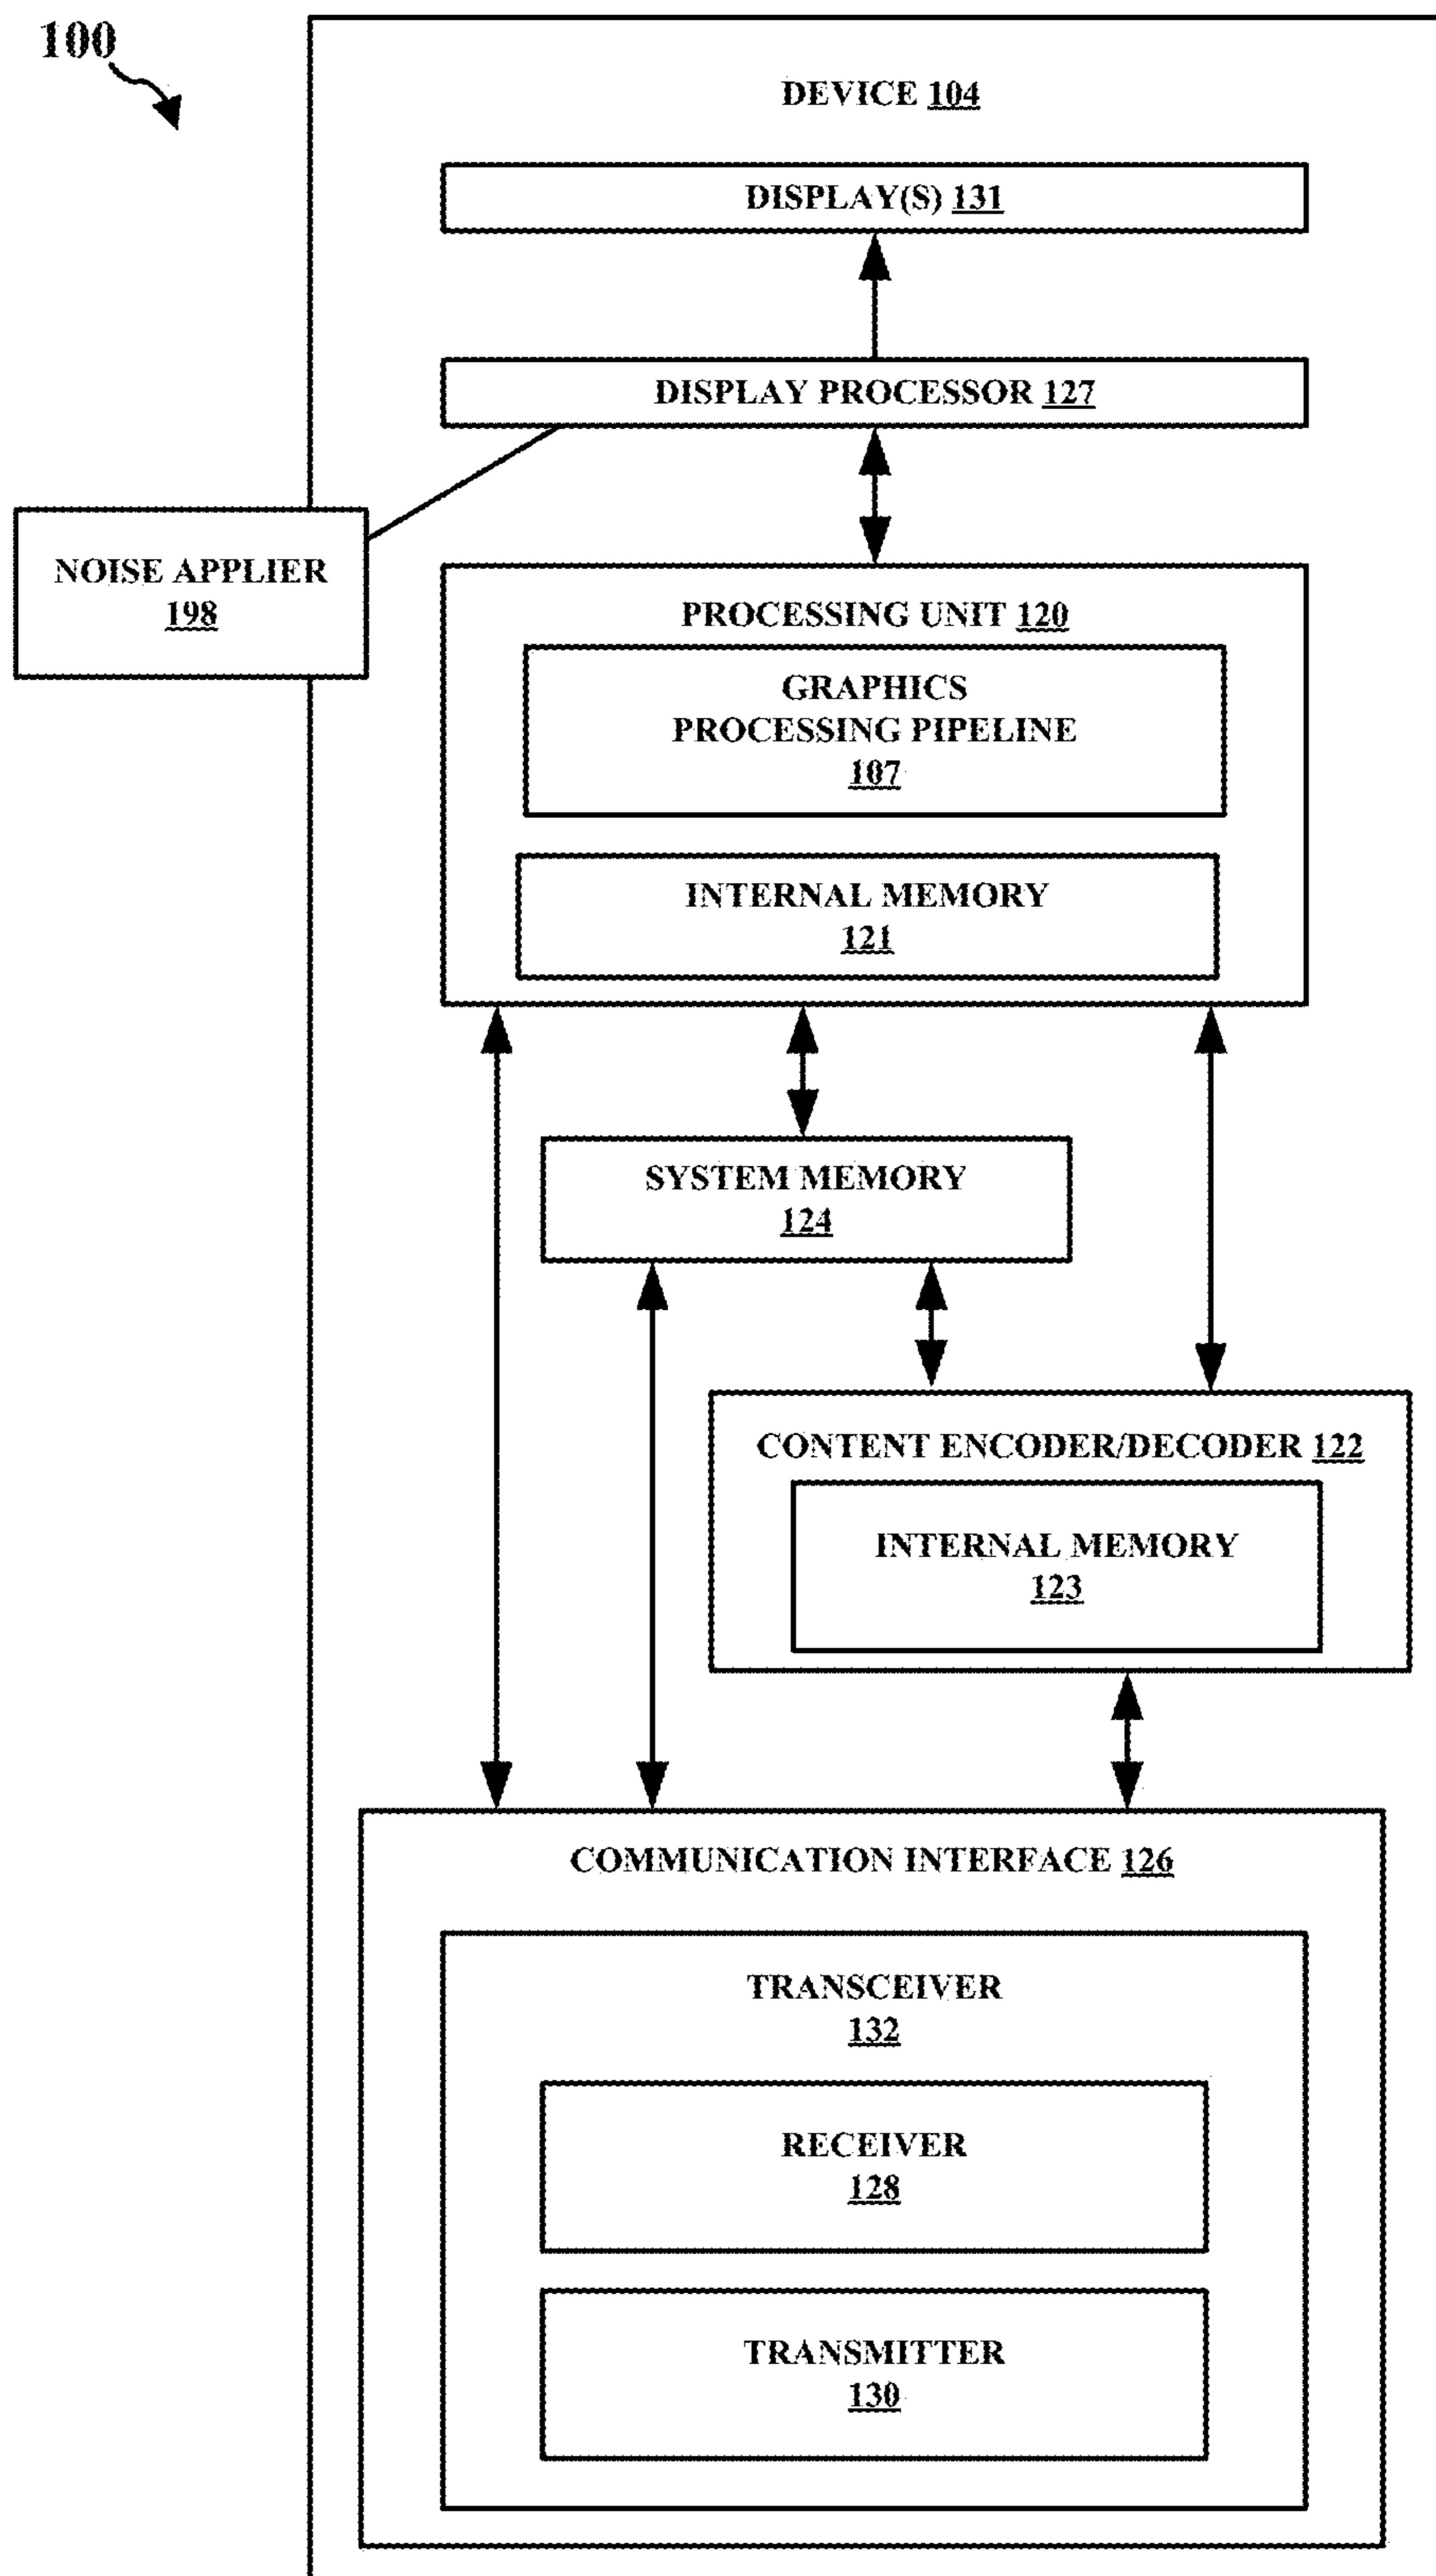 100
DEVICE 104
DISPLAY(S) 131
DISPLAY PROCESSOR 127
NOISE APPLIER
198
PROCESSING UNIT 120
GRAPHICS
PROCESSING PIPELINE
107
INTERNAL MEMORY
121
SYSTEM MEMORY
124
CONTENT ENCODER/DECODER 122
INTERNAL MEMORY
123
COMMUNICATION INTERFACE 126
TRANSCEIVER
132
RECEIVER
128
TRANSMITTER
130